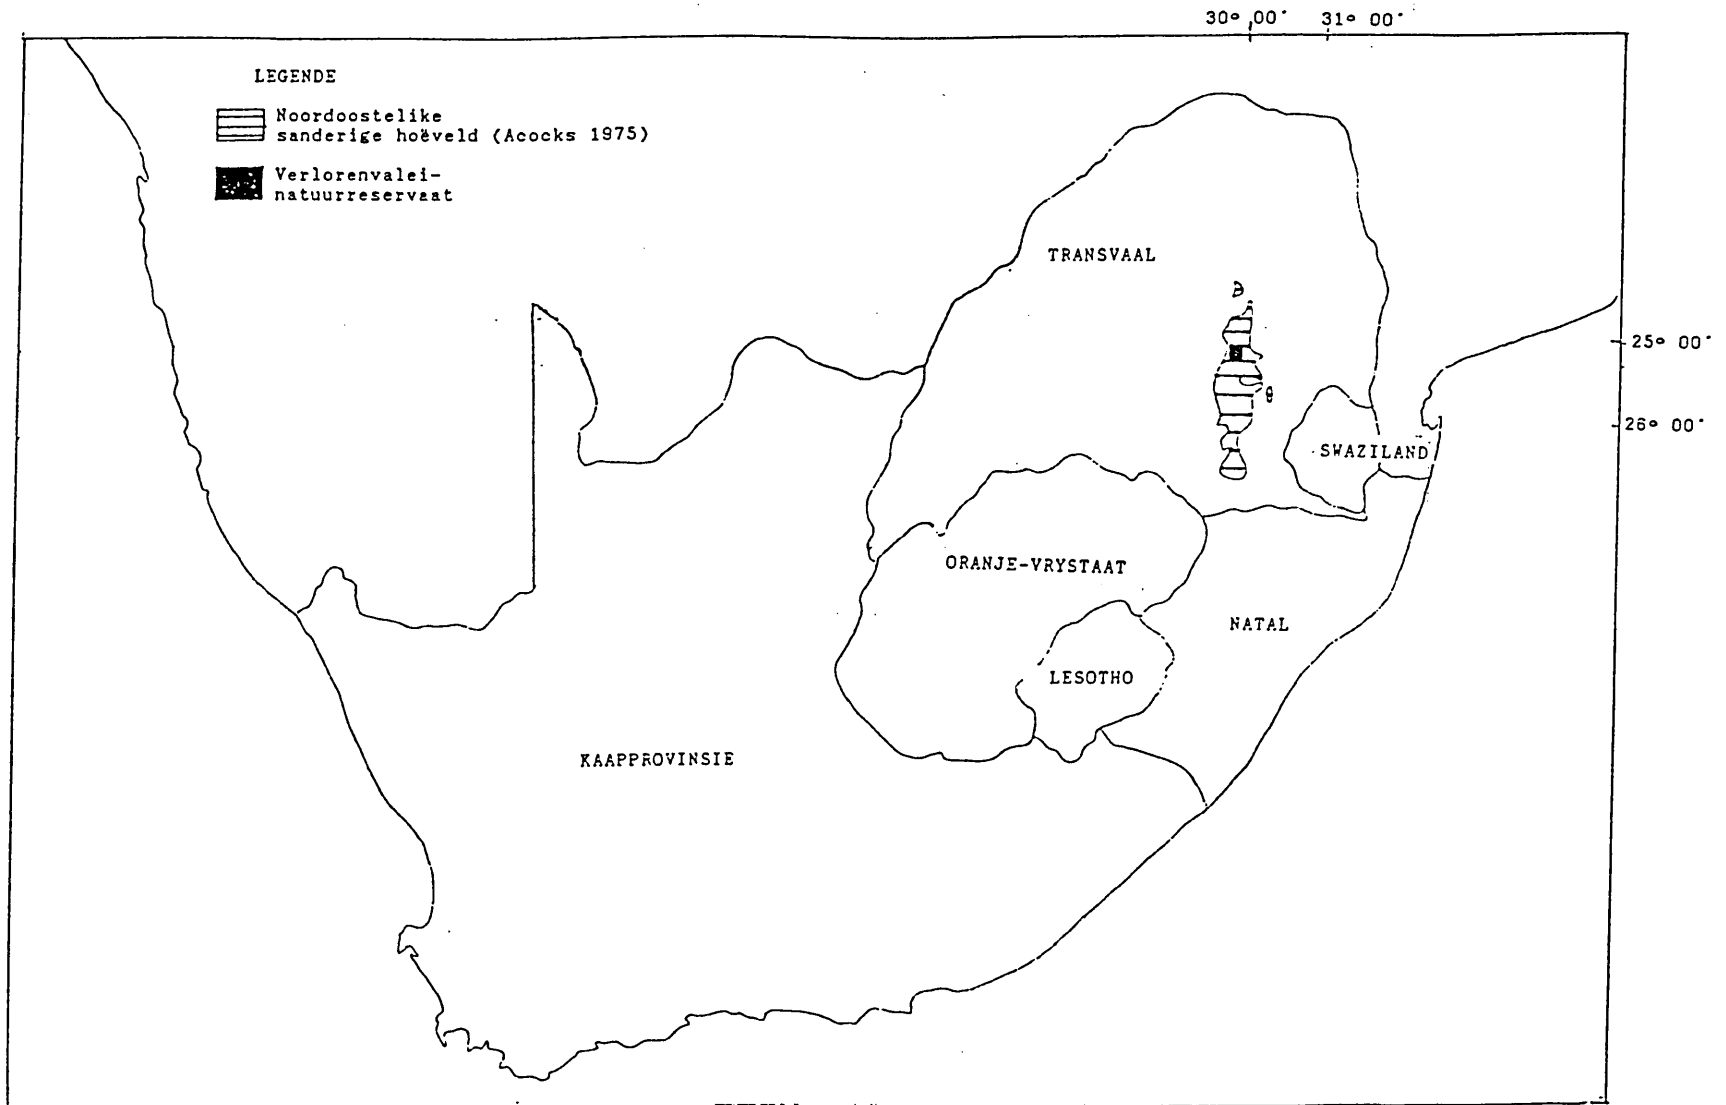 30° 00' 31° 00'
LEGENDE
Noordoostelike
sanderige hoëveld (Acocks 1975)
Verlorenvalei-
natuurreservaat
TRANSVAAL
25° 00'
26° 00'
SWAZILAND
ORANJE-VRYSTAAT
NATAL
LESOTHO
KAAPPROVINSIE